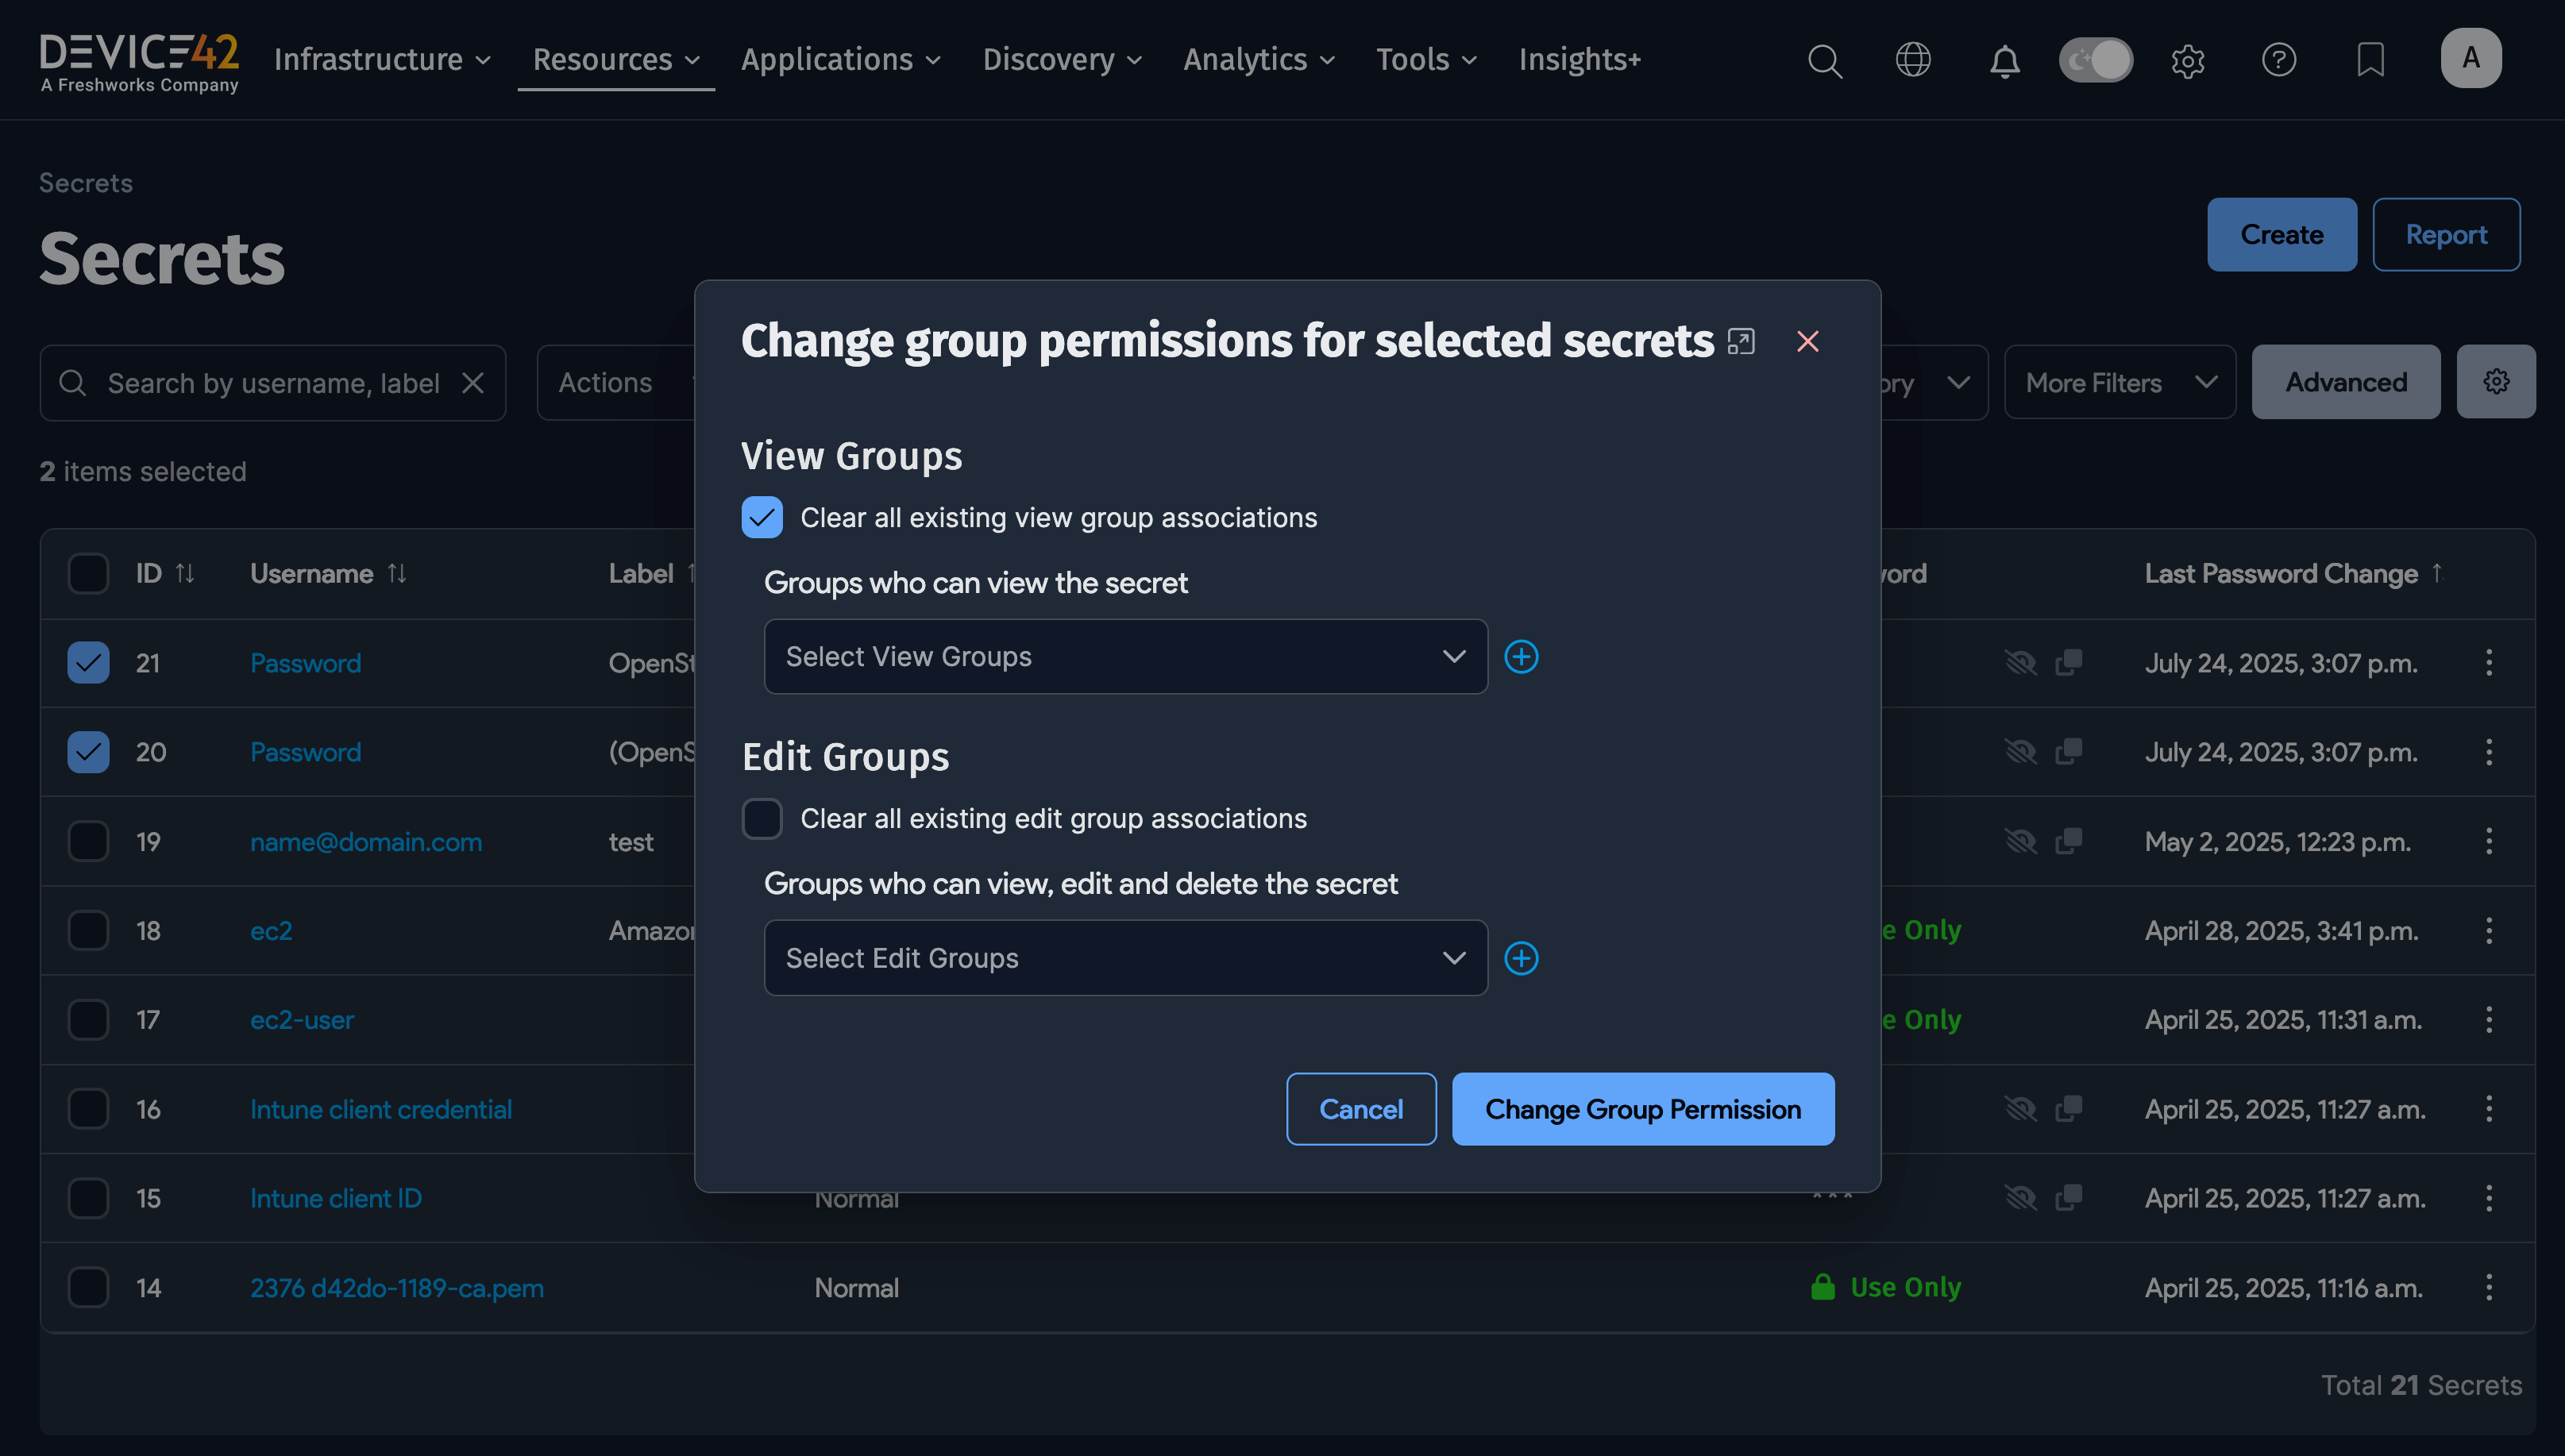 DEVICE42
A Freshworks Company
Infrastructure Resources Applications Discovery Analytics Tools Insights+
A
Secrets
Secrets
Create Report
Search by username, label
Actions
ory
More Filters
Advanced
2 items selected
ID Username Label
ord Last Password Change
21 Password OpenSt July 24, 2025, 3:07 p.m.
20 Password (OpenS July 24, 2025, 3:07 p.m.
19 name@domain.com test May 2, 2025, 12:23 p.m.
18 ec2 Amazon e Only April 28, 2025, 3:41 p.m.
17 ec2-user e Only April 25, 2025, 11:31 a.m.
16 Intune client credential April 25, 2025, 11:27 a.m.
15 Intune client ID Normal April 25, 2025, 11:27 a.m.
14 2376 d42do-1189-ca.pem Normal Use Only April 25, 2025, 11:16 a.m.
Total 21 Secrets
Change group permissions for selected secrets
View Groups
Clear all existing view group associations
Groups who can view the secret
Select View Groups
Edit Groups
Clear all existing edit group associations
Groups who can view, edit and delete the secret
Select Edit Groups
Cancel Change Group Permission